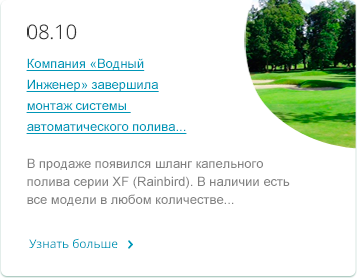 08.10
Компания «Водный
Инженер» завершила
монтаж системы
автоматического полива...
В продаже появился шланг капельного
полива серии XF (Rainbird). В наличии есть
все модели в любом количестве...
Узнать больше >